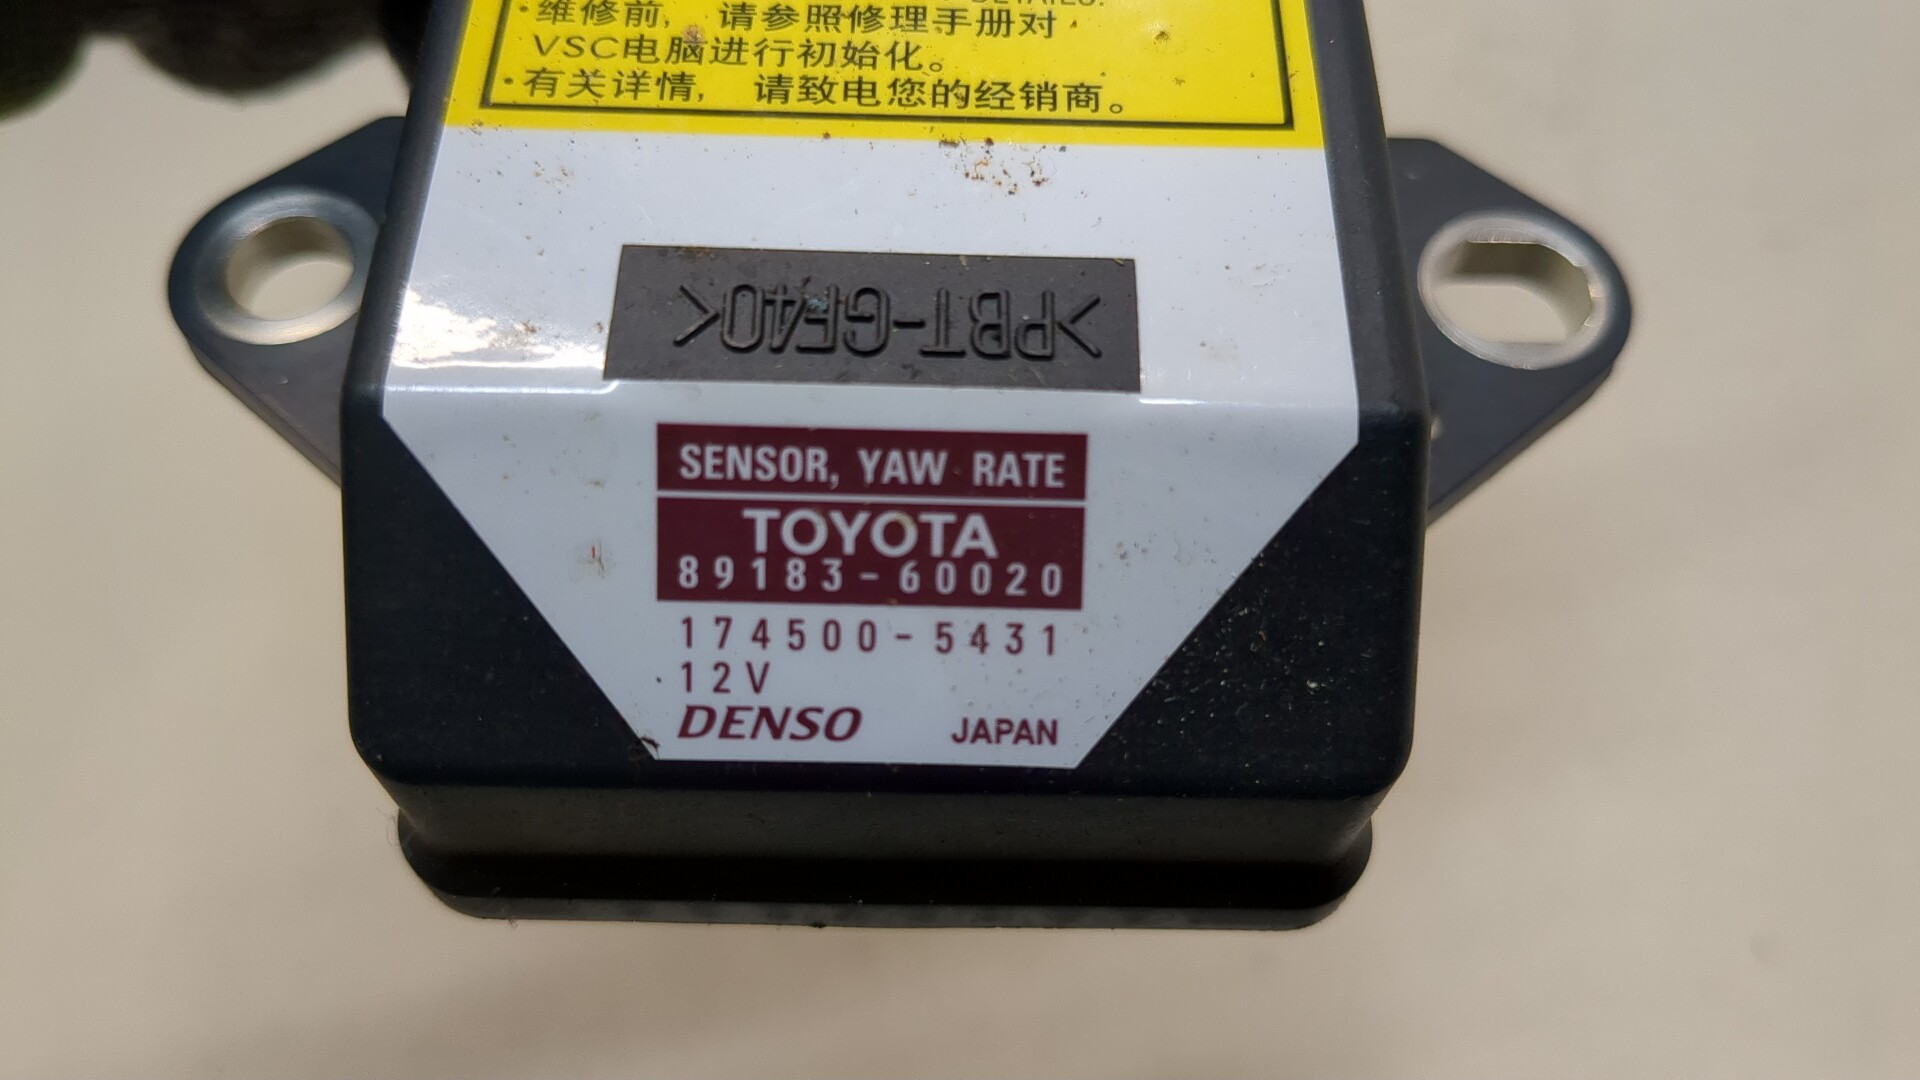 DETAILS.
·维修前, 请参照修理手册对
VSC电脑进行初始化。
·有关详情, 请致电您的经销商。
>PBT-GF40<
SENSOR, YAW RATE
TOYOTA
89183-60020
174500-5431
12V
DENSO JAPAN